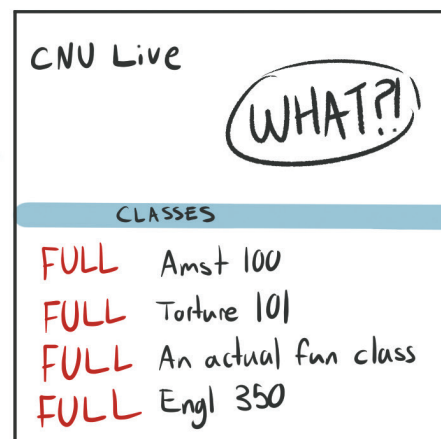 CNU Live
WHAT?!
CLASSES
FULL Amst 100
FULL Torture 101
FULL An actual fun class
FULL Engl 350